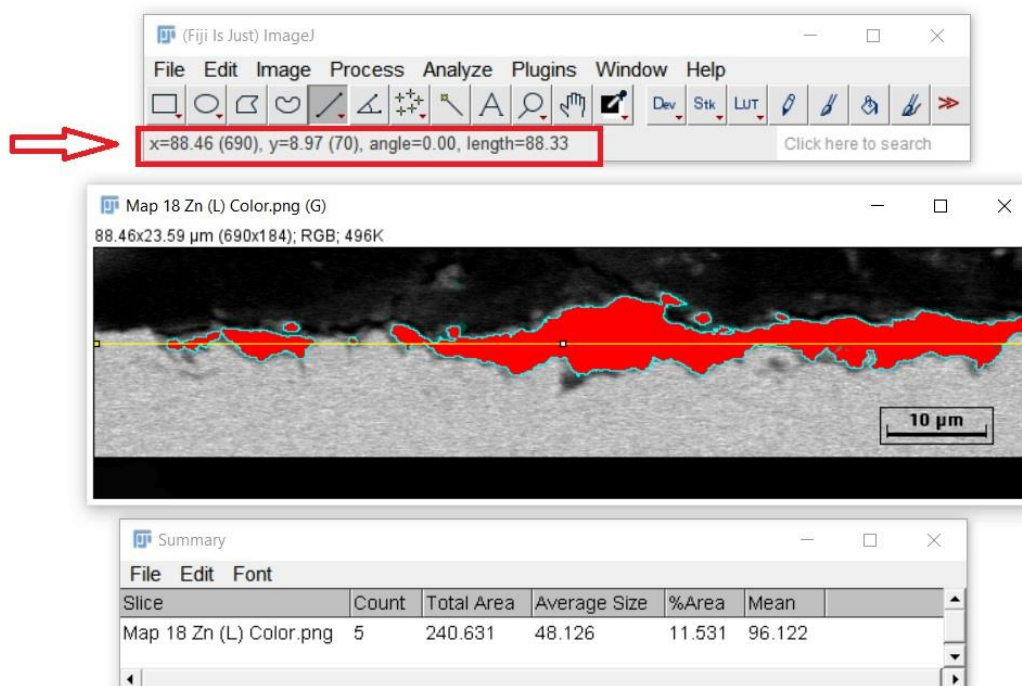 (Fiji Is Just) ImageJ
File Edit Image Process Analyze Plugins Window Help
Dev Stk LUT
x=88.46 (690), y=8.97 (70), angle=0.00, length=88.33
Click here to search
Map 18 Zn (L) Color.png (G)
88.46x23.59 µm (690x184); RGB; 496K
10 µm
Summary
File Edit Font
Slice Count Total Area Average Size %Area Mean
Map 18 Zn (L) Color.png 5 240.631 48.126 11.531 96.122